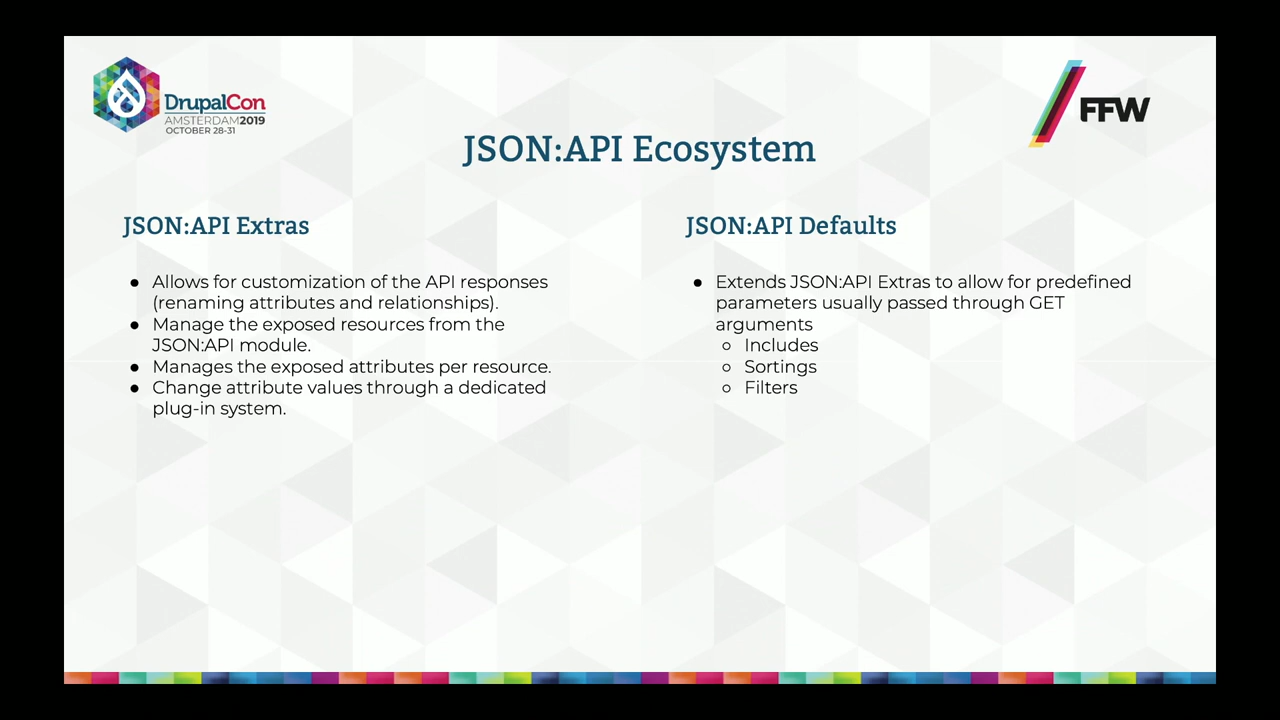 DrupalCon
AMSTERDAM2019
OCTOBER 28-31
FFW
JSON:API Ecosystem
JSON:API Extras
● Allows for customization of the API responses
(renaming attributes and relationships).
● Manage the exposed resources from the
JSON:API module.
● Manages the exposed attributes per resource.
● Change attribute values through a dedicated
plug-in system.
JSON:API Defaults
● Extends JSON:API Extras to allow for predefined
parameters usually passed through GET
arguments
○ Includes
○ Sortings
○ Filters